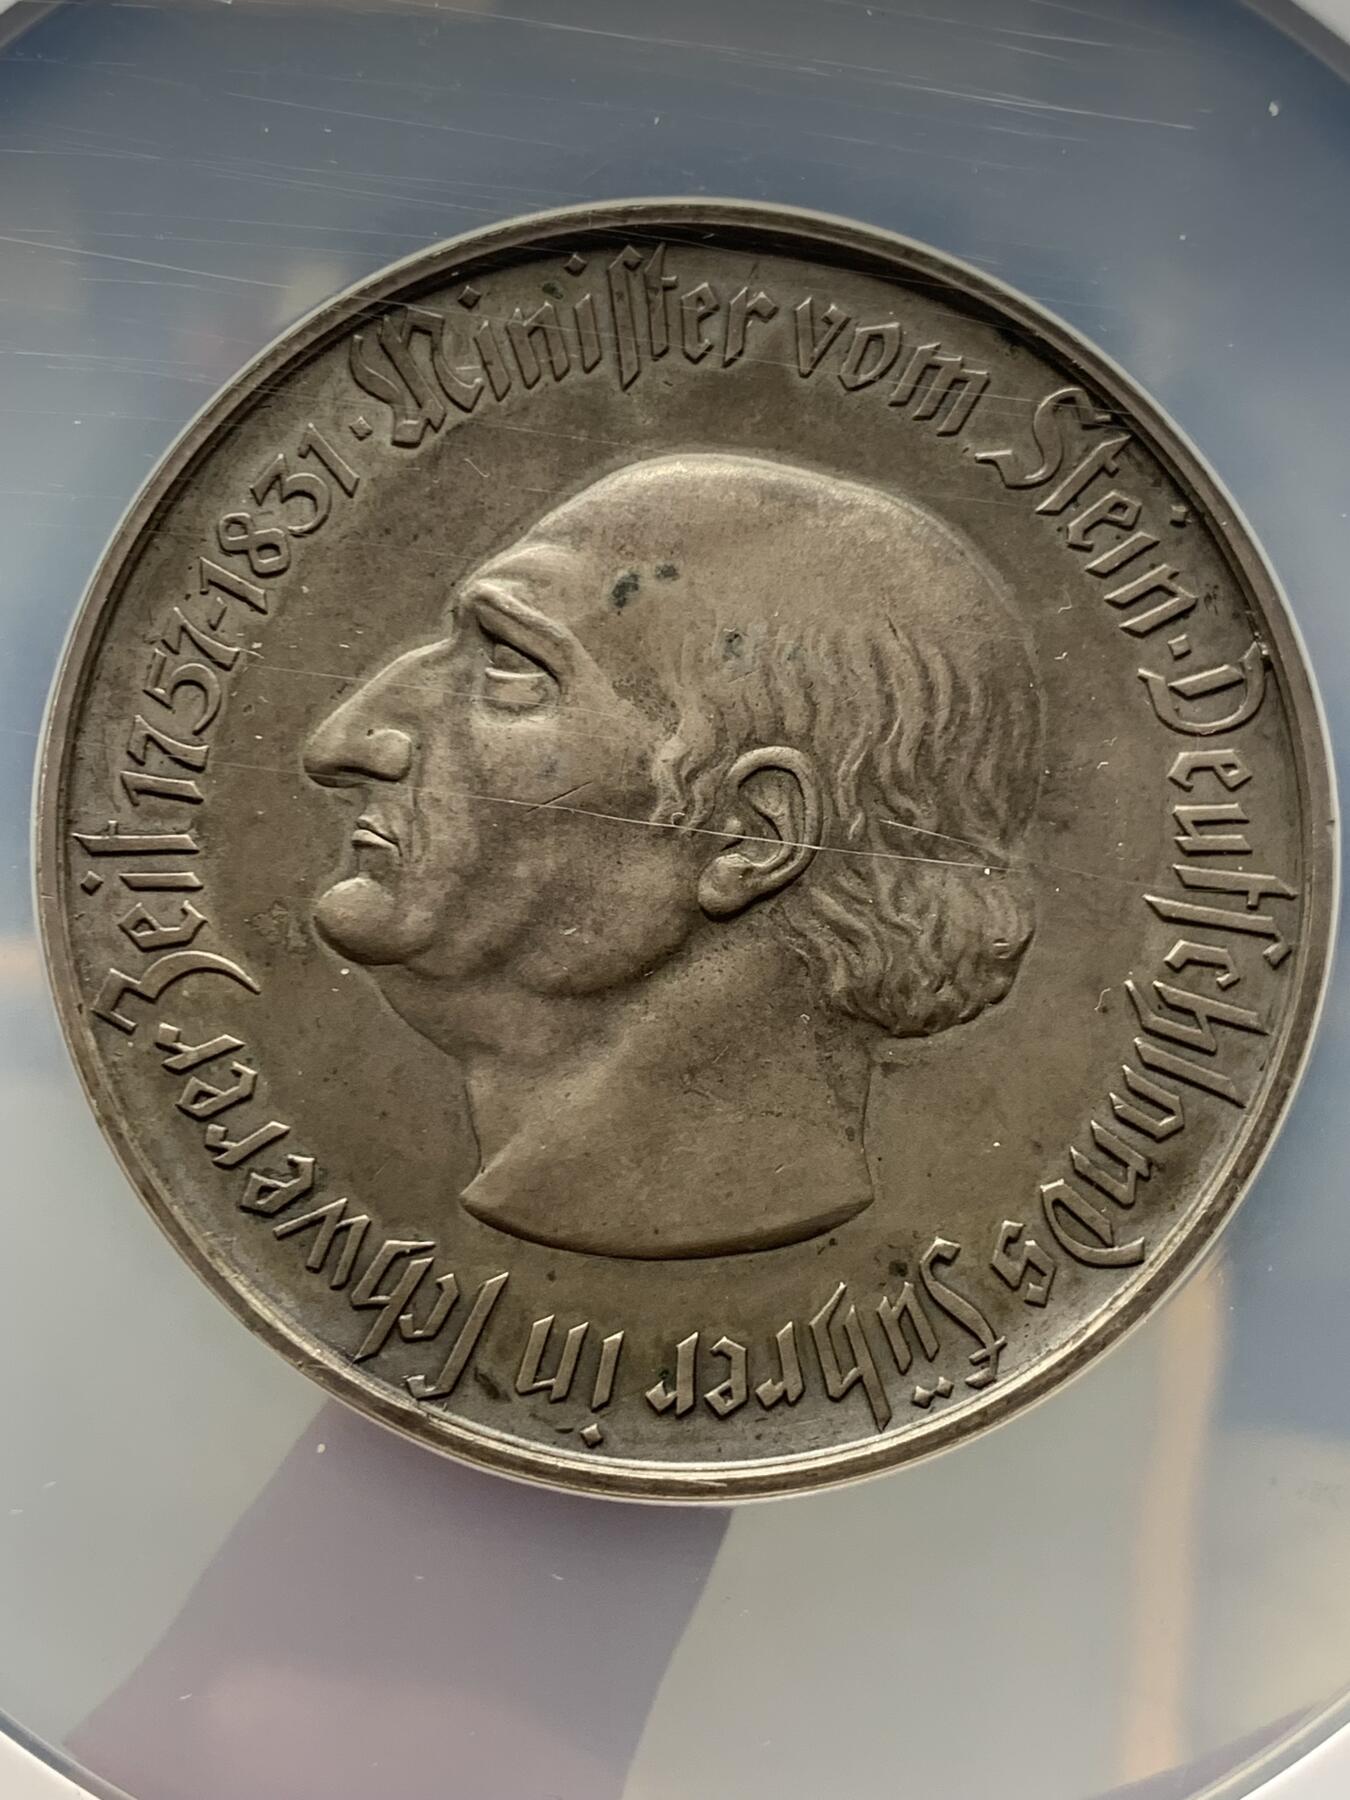 Miniſter vom Stein · Deutſchlands Führer in ſchwerer Zeit 1757-1831 ·